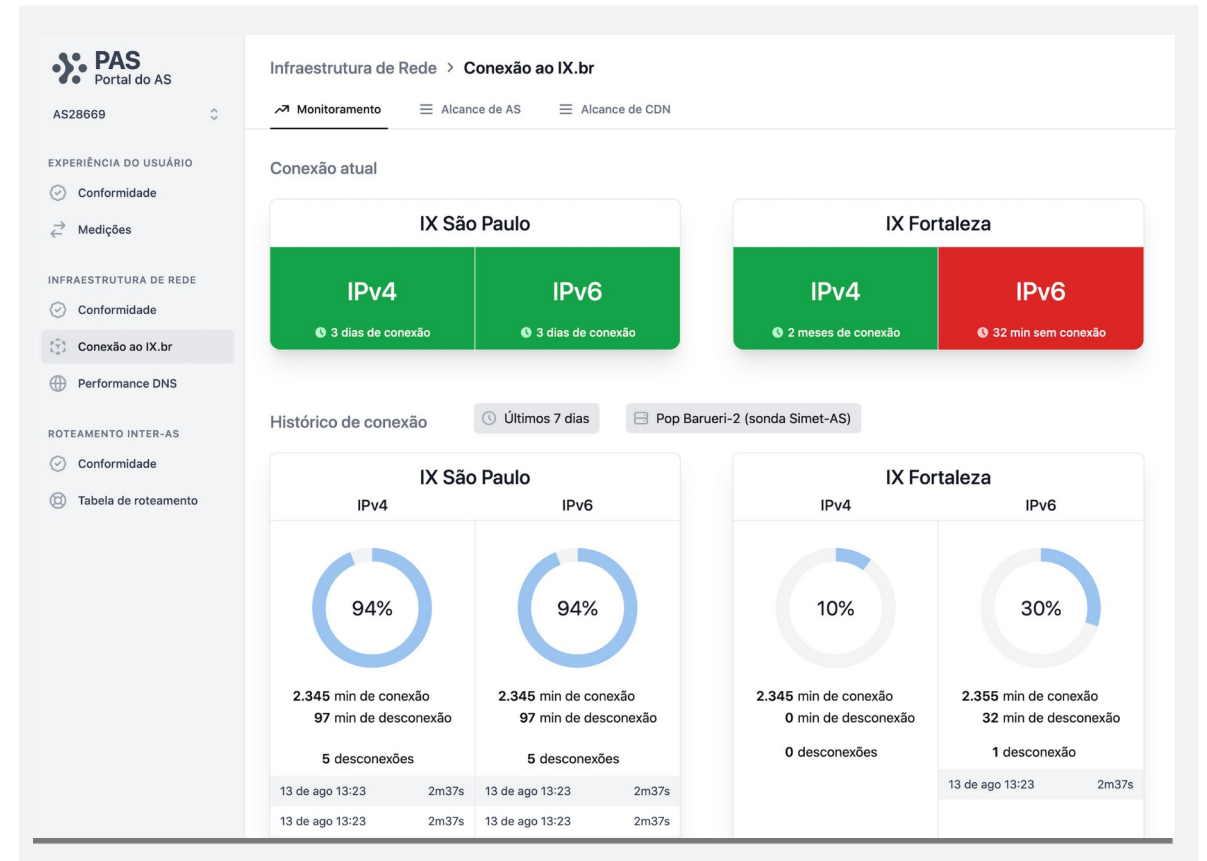 PAS
Portal do AS
AS28669
EXPERIÊNCIA DO USUÁRIO
Conformidade
Medições
INFRAESTRUTURA DE REDE
Conformidade
Conexão ao IX.br
Performance DNS
ROTEAMENTO INTER-AS
Conformidade
Tabela de roteamento
Infraestrutura de Rede > Conexão ao IX.br
Monitoramento Alcance de AS Alcance de CDN
Conexão atual
IX São Paulo
IPv4 IPv6
3 dias de conexão 3 dias de conexão
IX Fortaleza
IPv4 IPv6
2 meses de conexão 32 min sem conexão
Histórico de conexão Últimos 7 dias Pop Barueri-2 (sonda Simet-AS)
IX São Paulo
IPv4 IPv6
94% 94%
2.345 min de conexão 2.345 min de conexão
97 min de desconexão 97 min de desconexão
5 desconexões 5 desconexões
13 de ago 13:23 2m37s 13 de ago 13:23 2m37s
13 de ago 13:23 2m37s 13 de ago 13:23 2m37s
IX Fortaleza
IPv4 IPv6
10% 30%
2.345 min de conexão 2.355 min de conexão
0 min de desconexão 32 min de desconexão
0 desconexões 1 desconexão
13 de ago 13:23 2m37s